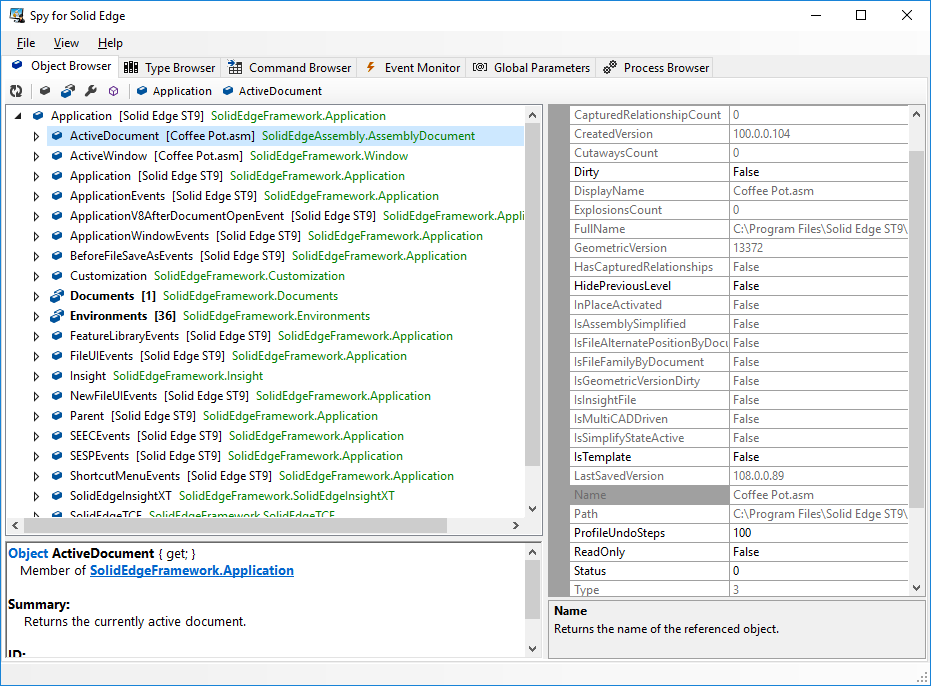 Spy for Solid Edge
File View Help
Object Browser Type Browser Command Browser Event Monitor Global Parameters Process Browser
Application ActiveDocument
Application [Solid Edge ST9] SolidEdgeFramework.Application
ActiveDocument [Coffee Pot.asm] SolidEdgeAssembly.AssemblyDocument
ActiveWindow [Coffee Pot.asm] SolidEdgeFramework.Window
Application [Solid Edge ST9] SolidEdgeFramework.Application
ApplicationEvents [Solid Edge ST9] SolidEdgeFramework.Application
ApplicationV8AfterDocumentOpenEvent [Solid Edge ST9] SolidEdgeFramework.Appli
ApplicationWindowEvents [Solid Edge ST9] SolidEdgeFramework.Application
BeforeFileSaveAsEvents [Solid Edge ST9] SolidEdgeFramework.Application
Customization SolidEdgeFramework.Customization
Documents [1] SolidEdgeFramework.Documents
Environments [36] SolidEdgeFramework.Environments
FeatureLibraryEvents [Solid Edge ST9] SolidEdgeFramework.Application
FileUIEvents [Solid Edge ST9] SolidEdgeFramework.Application
Insight SolidEdgeFramework.Insight
NewFileUIEvents [Solid Edge ST9] SolidEdgeFramework.Application
Parent [Solid Edge ST9] SolidEdgeFramework.Application
SEECEvents [Solid Edge ST9] SolidEdgeFramework.Application
SESPEvents [Solid Edge ST9] SolidEdgeFramework.Application
ShortcutMenuEvents [Solid Edge ST9] SolidEdgeFramework.Application
SolidEdgeInsightXT SolidEdgeFramework.SolidEdgeInsightXT
SolidEdgeTCE SolidEdgeFramework.SolidEdgeTCE
Object ActiveDocument { get; }
Member of SolidEdgeFramework.Application
Summary:
Returns the currently active document.
ID:
CapturedRelationshipCount 0
CreatedVersion 100.0.0.104
CutawaysCount 0
Dirty False
DisplayName Coffee Pot.asm
ExplosionsCount 0
FullName C:\Program Files\Solid Edge ST9\
GeometricVersion 13372
HasCapturedRelationships False
HidePreviousLevel False
InPlaceActivated False
IsAssemblySimplified False
IsFileAlternatePositionByDocu False
IsFileFamilyByDocument False
IsGeometricVersionDirty False
IsInsightFile False
IsMultiCADDriven False
IsSimplifyStateActive False
IsTemplate False
LastSavedVersion 108.0.0.89
Name Coffee Pot.asm
Path C:\Program Files\Solid Edge ST9\
ProfileUndoSteps 100
ReadOnly False
Status 0
Type 3
Name
Returns the name of the referenced object.